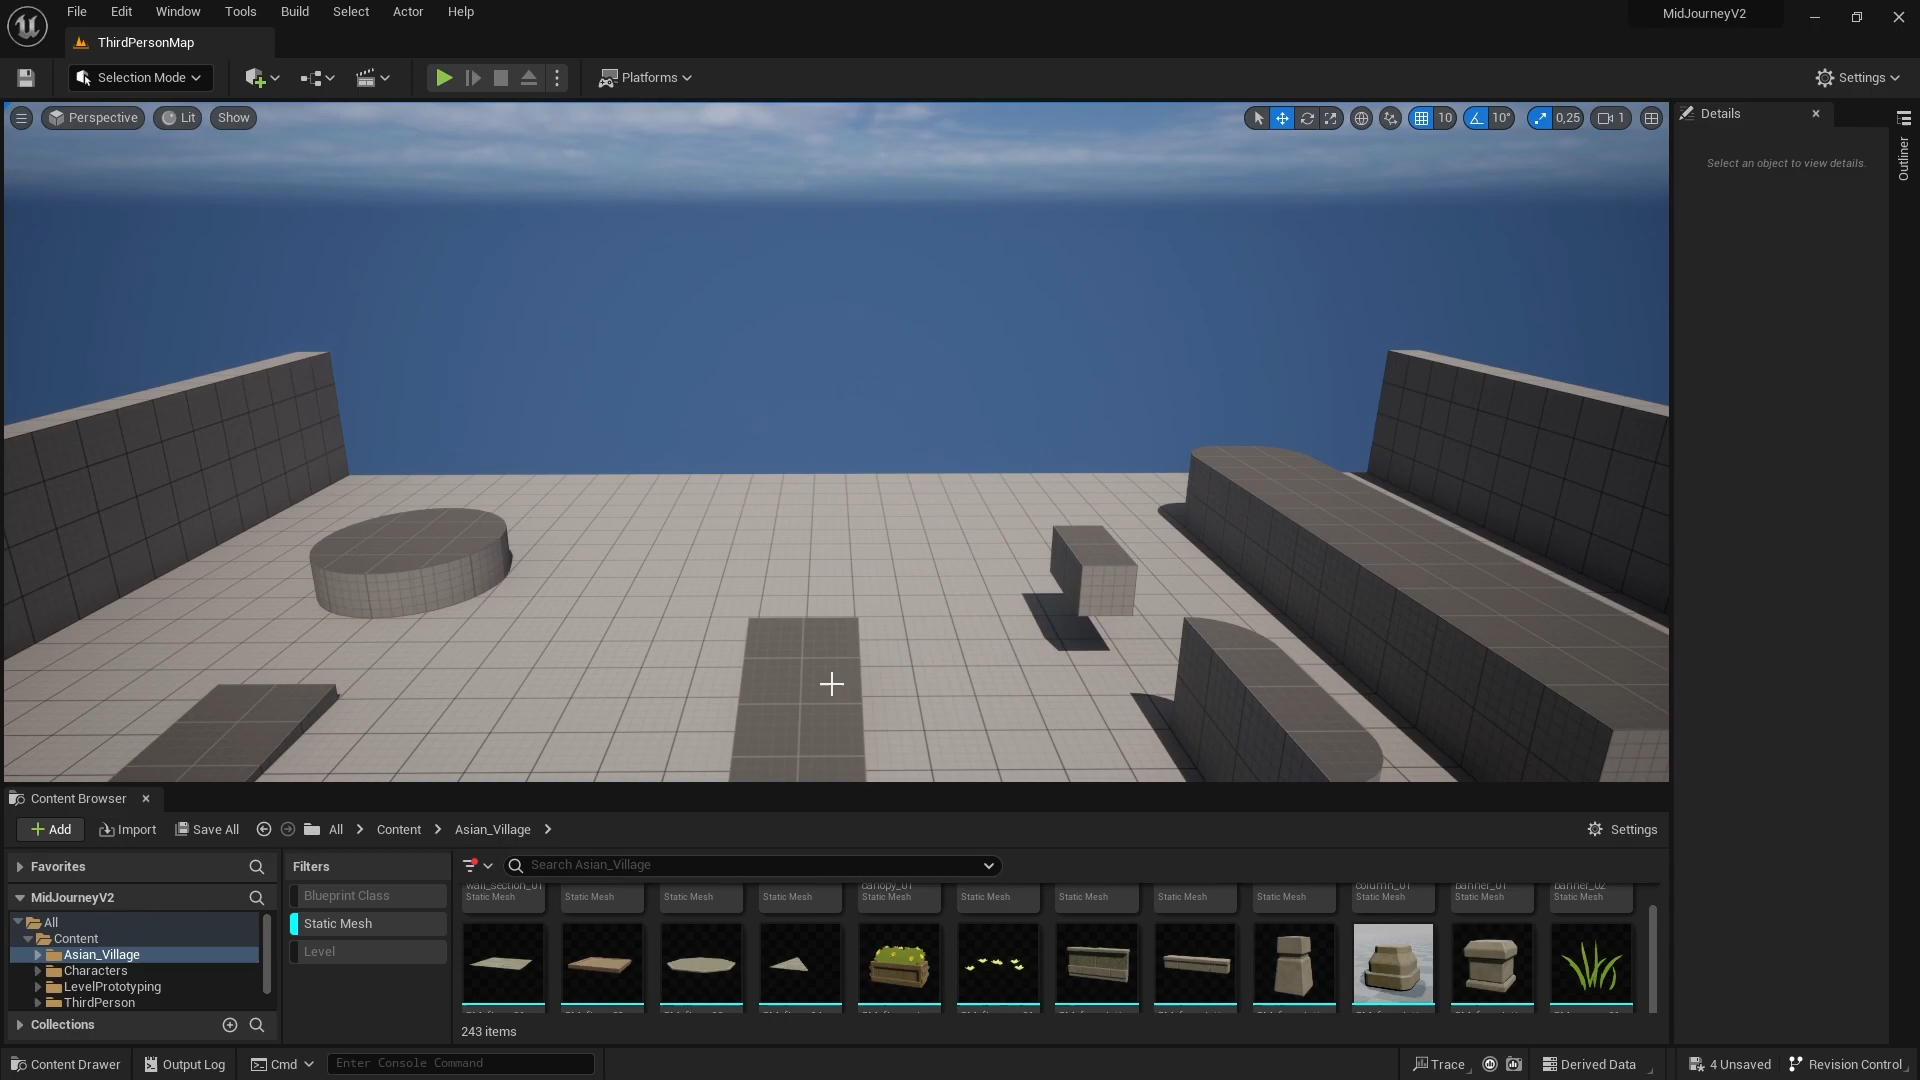 File Edit Window Tools Build Select Actor Help
MidJourneyV2
ThirdPersonMap
Selection Mode
Platforms
Settings
Perspective Lit Show
10 10° 0,25 1
Details
Select an object to view details.
Outliner
Content Browser
Add Import Save All All Content Asian_Village
Settings
Favorites
Filters
Search Asian_Village
Blueprint Class
MidJourneyV2
Static Mesh
Level
All
Content
Asian_Village
Characters
LevelPrototyping
ThirdPerson
Collections
wall_section_01 canopy_01 column_01 banner_01 banner_02
Static Mesh Static Mesh Static Mesh Static Mesh Static Mesh Static Mesh Static Mesh Static Mesh Static Mesh Static Mesh Static Mesh Static Mesh
243 items
Content Drawer Output Log Cmd Enter Console Command
Trace Derived Data 4 Unsaved Revision Control